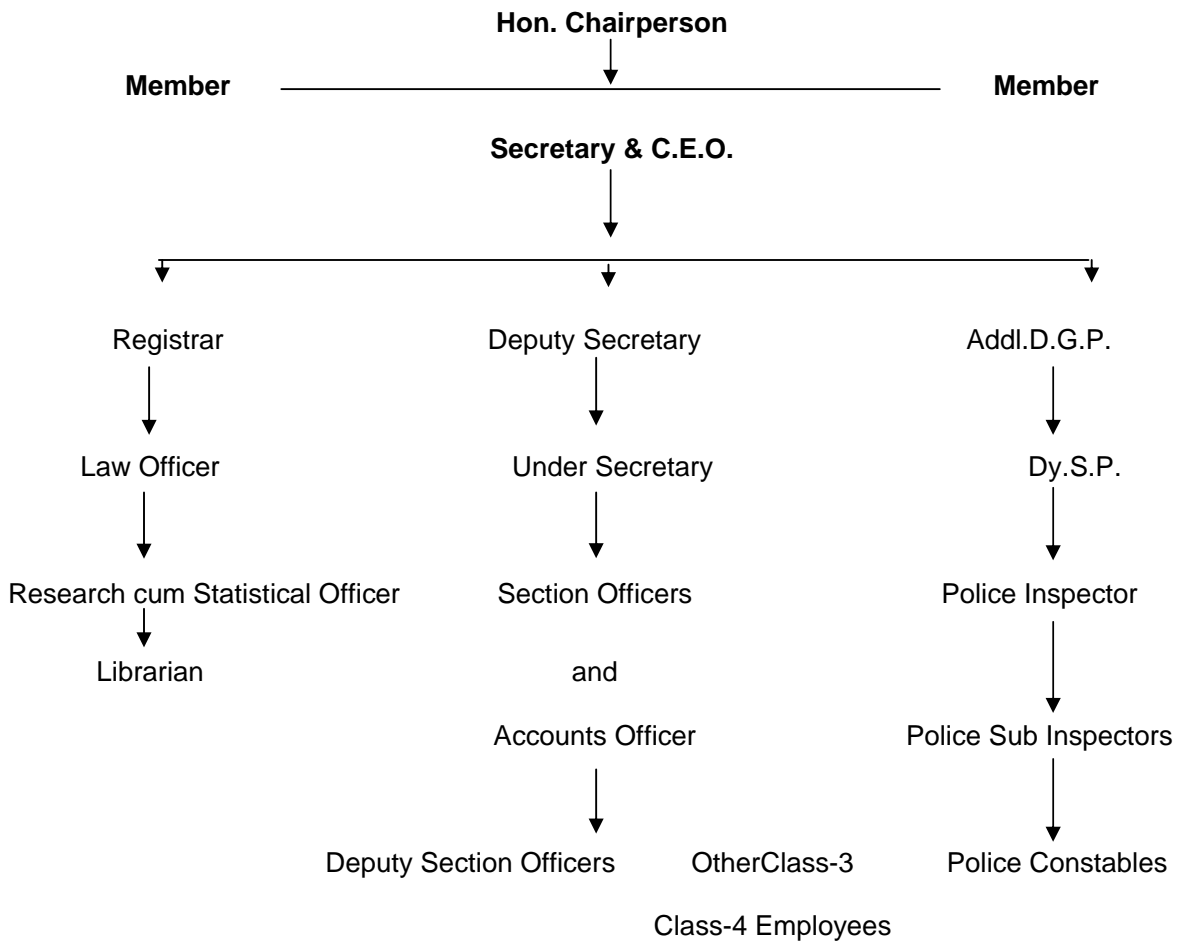 Hon. Chairperson
Member Member
Secretary & C.E.O.
Registrar Deputy Secretary Addl.D.G.P.
Law Officer Under Secretary Dy.S.P.
Research cum Statistical Officer Section Officers Police Inspector
Librarian and
Accounts Officer Police Sub Inspectors
Deputy Section Officers OtherClass-3 Police Constables
Class-4 Employees